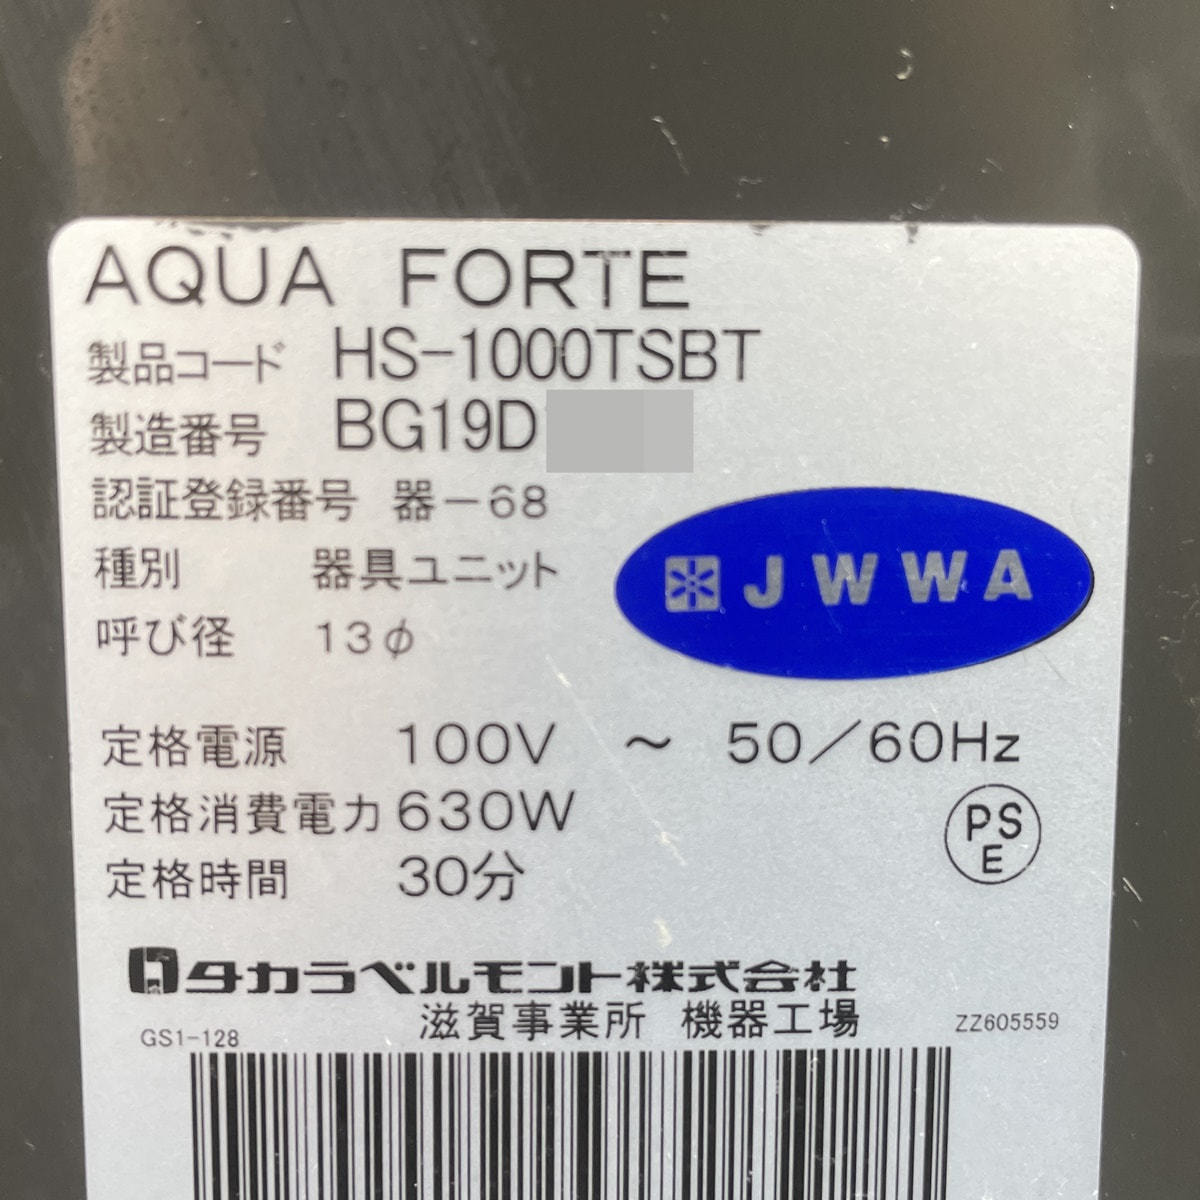 AQUA FORTE
製品コード HS-1000TSBT
製造番号 BG19D
認証登録番号 器-68
種別 器具ユニット
呼び径 13φ
JWWA
定格電源 100V ~ 50/60Hz
定格消費電力 630W
定格時間 30分
PS
E
タカラベルモント株式会社
滋賀事業所 機器工場
GS1-128
ZZ605559